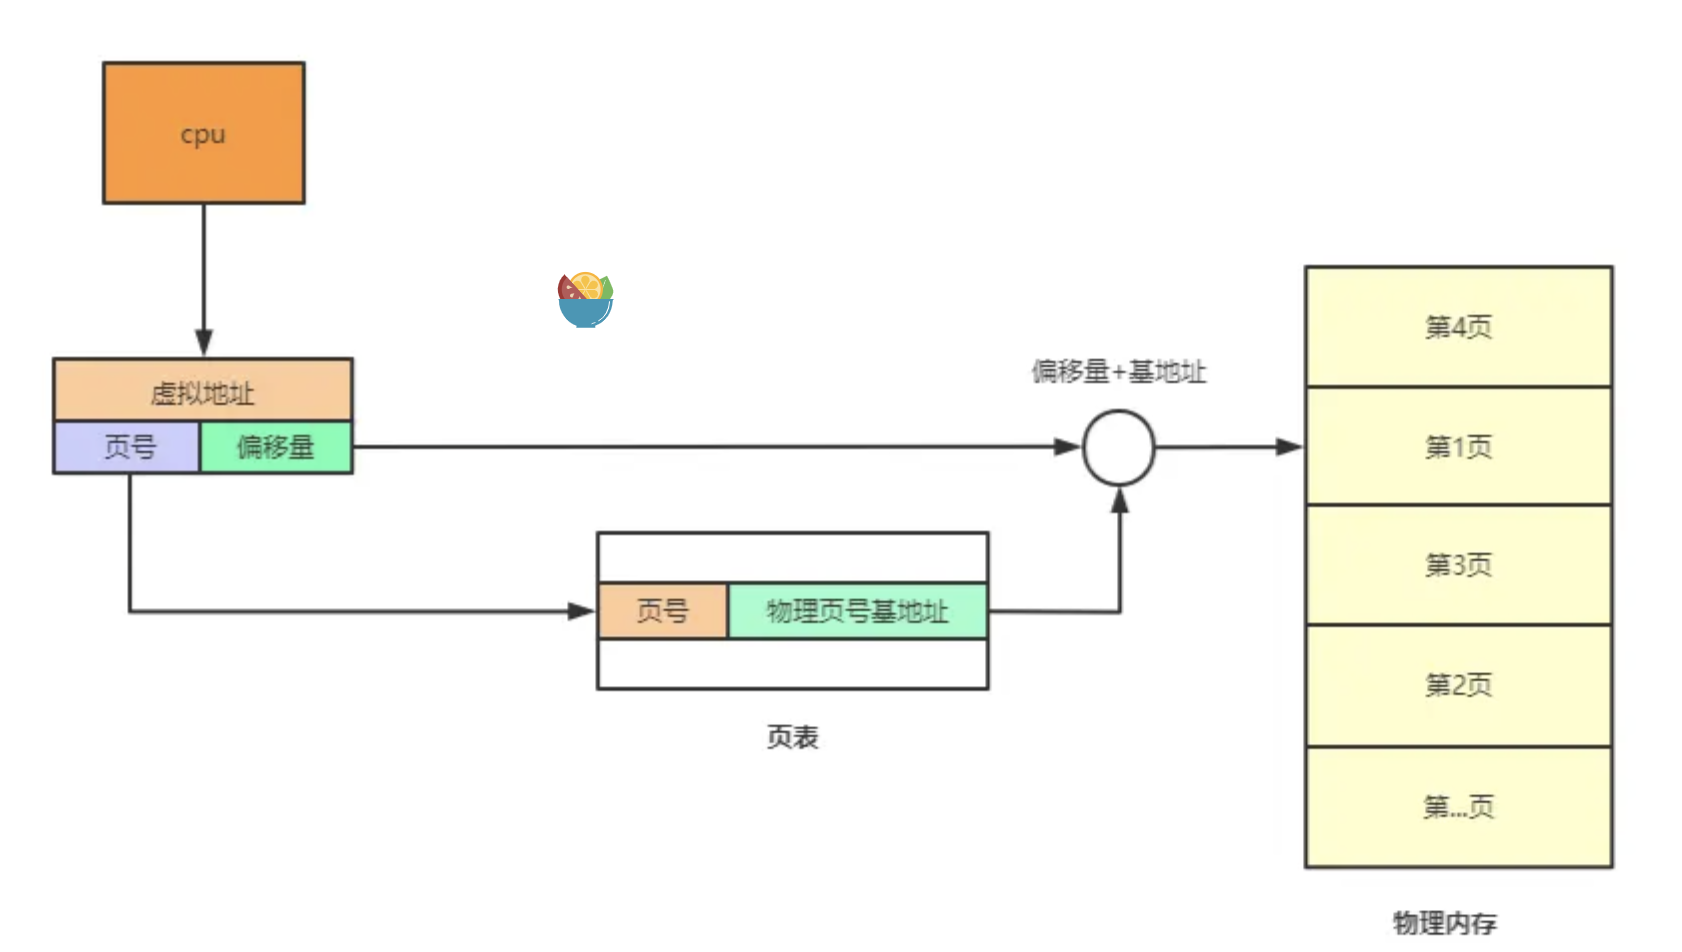 cpu
虚拟地址
页号
偏移量
偏移量+基地址
页号
物理页号基地址
页表
第4页
第1页
第3页
第2页
第...页
物理内存